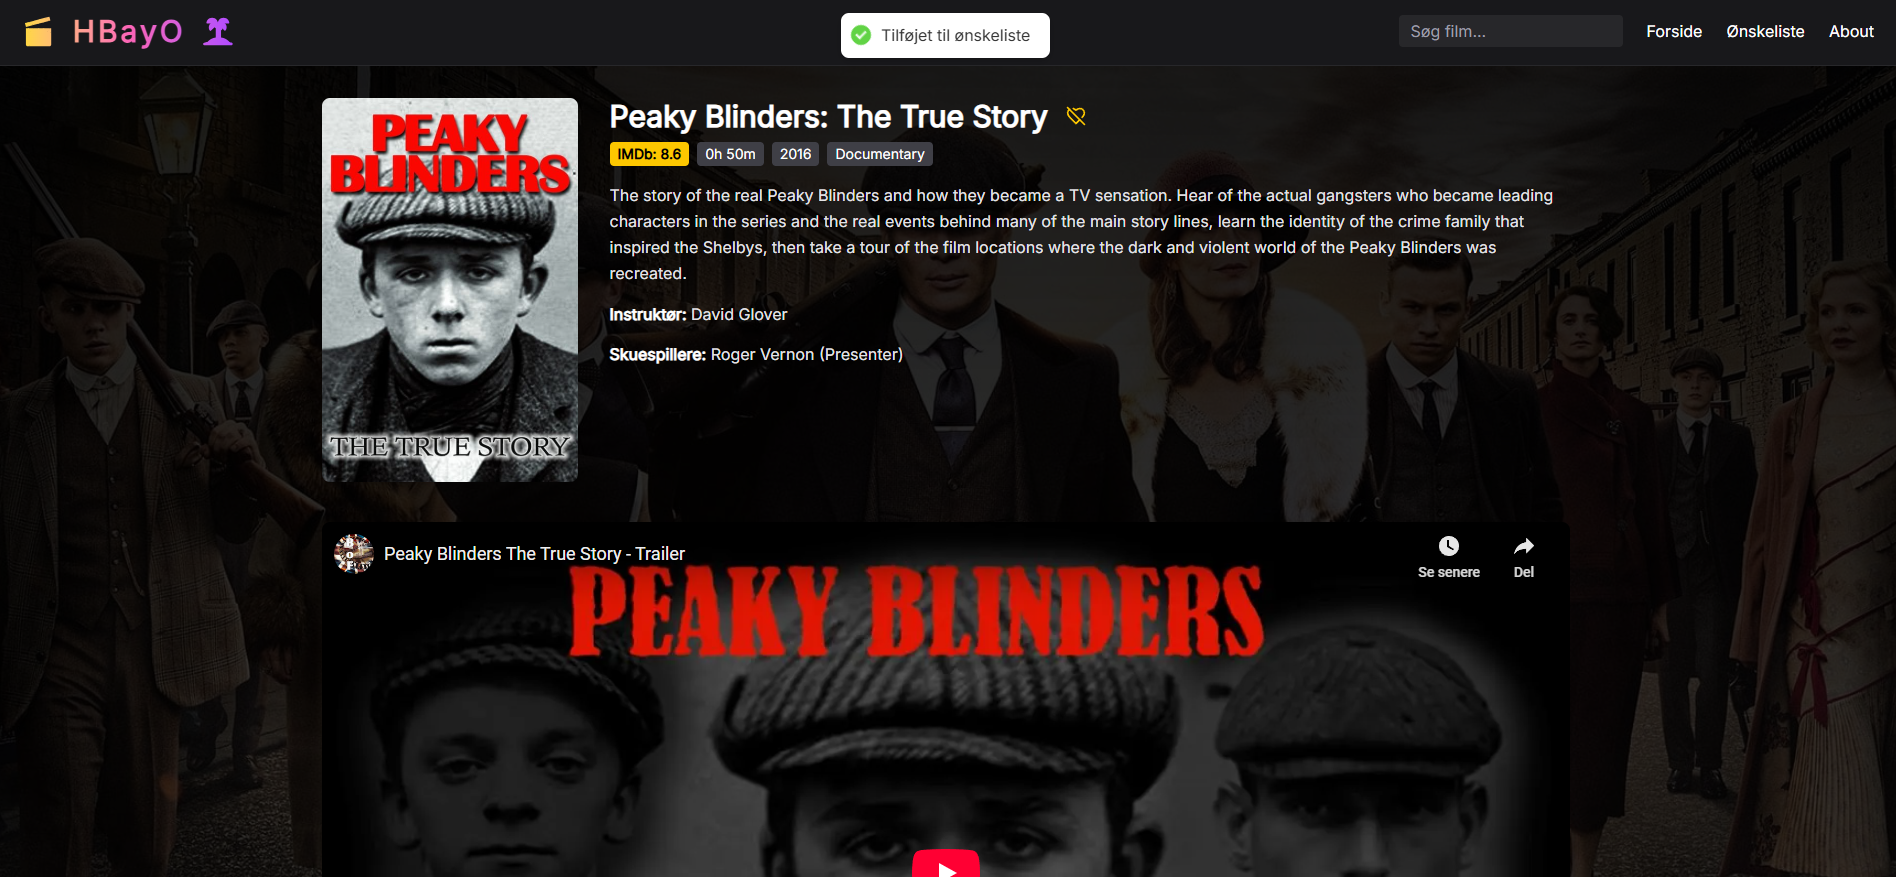 HBayO
Tilføjet til ønskeliste
Søg film...
Forside
Ønskeliste
About
PEAKY
BLINDERS
THE TRUE STORY
Peaky Blinders: The True Story
IMDb: 8.6
0h 50m
2016
Documentary
The story of the real Peaky Blinders and how they became a TV sensation. Hear of the actual gangsters who became leading
characters in the series and the real events behind many of the main story lines, learn the identity of the crime family that
inspired the Shelbys, then take a tour of the film locations where the dark and violent world of the Peaky Blinders was
recreated.
Instruktør: David Glover
Skuespillere: Roger Vernon (Presenter)
Peaky Blinders The True Story - Trailer
Se senere
Del
PEAKY BLINDERS